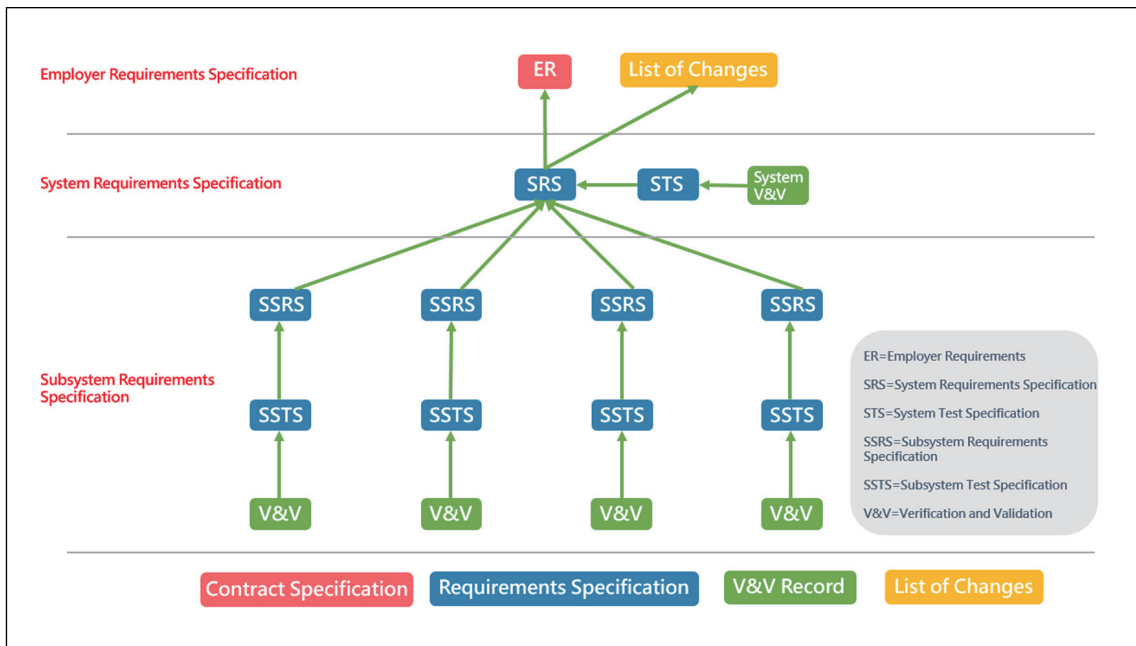 Employer Requirements Specification
ER
List of Changes
System Requirements Specification
SRS
STS
System
V&V
SSRS
SSRS
SSRS
SSRS
Subsystem Requirements
Specification
SSTS
SSTS
SSTS
SSTS
V&V
V&V
V&V
V&V
ER=Employer Requirements
SRS=System Requirements Specification
STS=System Test Specification
SSRS=Subsystem Requirements
Specification
SSTS=Subsystem Test Specification
V&V=Verification and Validation
Contract Specification
Requirements Specification
V&V Record
List of Changes